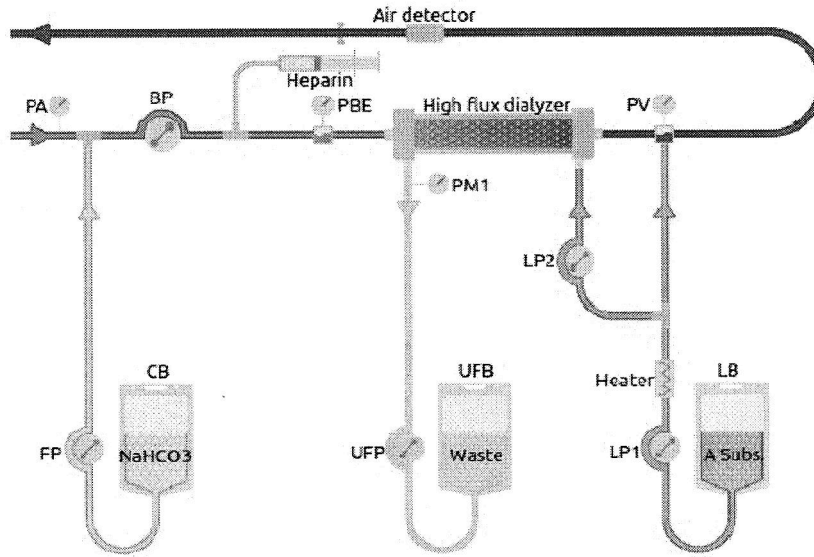 Air detector
Heparin
PA
BP
PBE
High flux dialyzer
PV
PM1
LP2
CB
UFB
LB
Heater
FP
NaHCO3
UFP
Waste
LP1
A Subs.